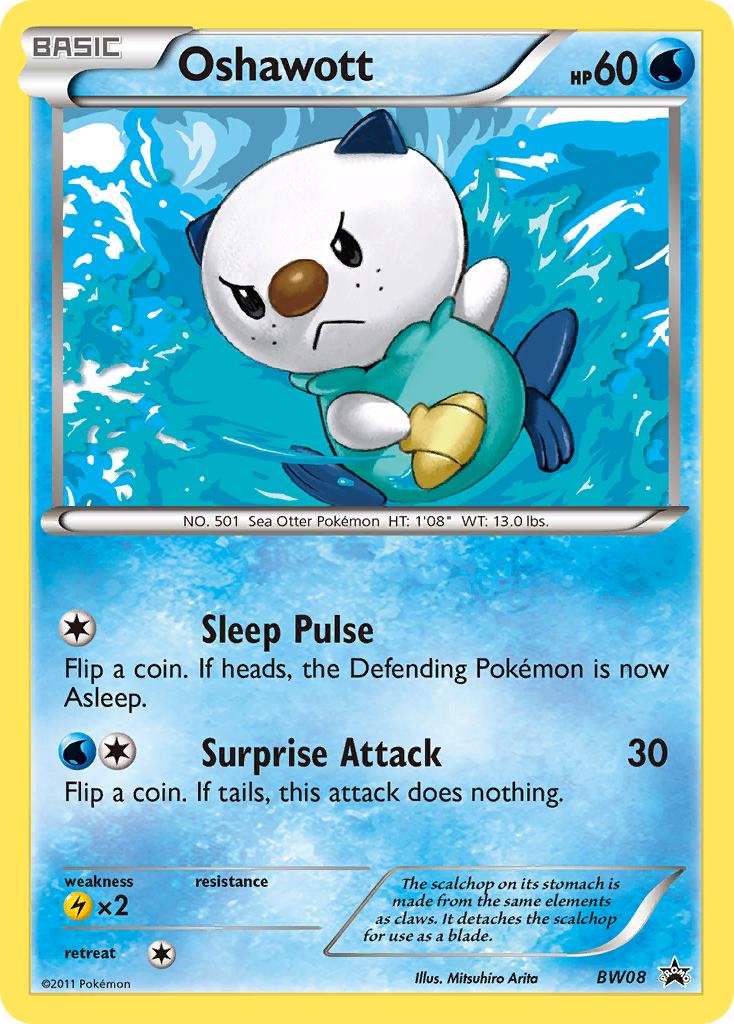 BASIC
Oshawott
HP60
NO. 501 Sea Otter Pokémon HT: 1'08" WT: 13.0 lbs.
Sleep Pulse
Flip a coin. If heads, the Defending Pokémon is now
Asleep.
Surprise Attack 30
Flip a coin. If tails, this attack does nothing.
weakness resistance
×2
The scalchop on its stomach is
made from the same elements
as claws. It detaches the scalchop
for use as a blade.
retreat
©2011 Pokémon
Illus. Mitsuhiro Arita
BW08
PROMO